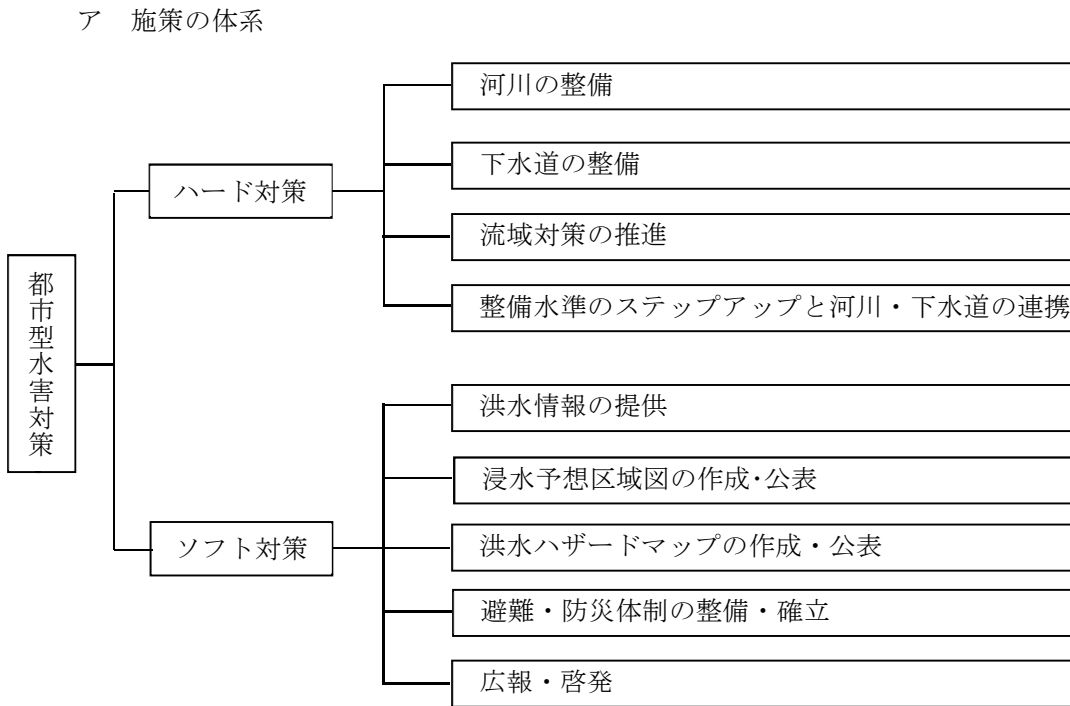 ア 施策の体系
都市型水害対策
ハード対策
河川の整備
下水道の整備
流域対策の推進
整備水準のステップアップと河川・下水道の連携
ソフト対策
洪水情報の提供
浸水予想区域図の作成･公表
洪水ハザードマップの作成・公表
避難・防災体制の整備・確立
広報・啓発